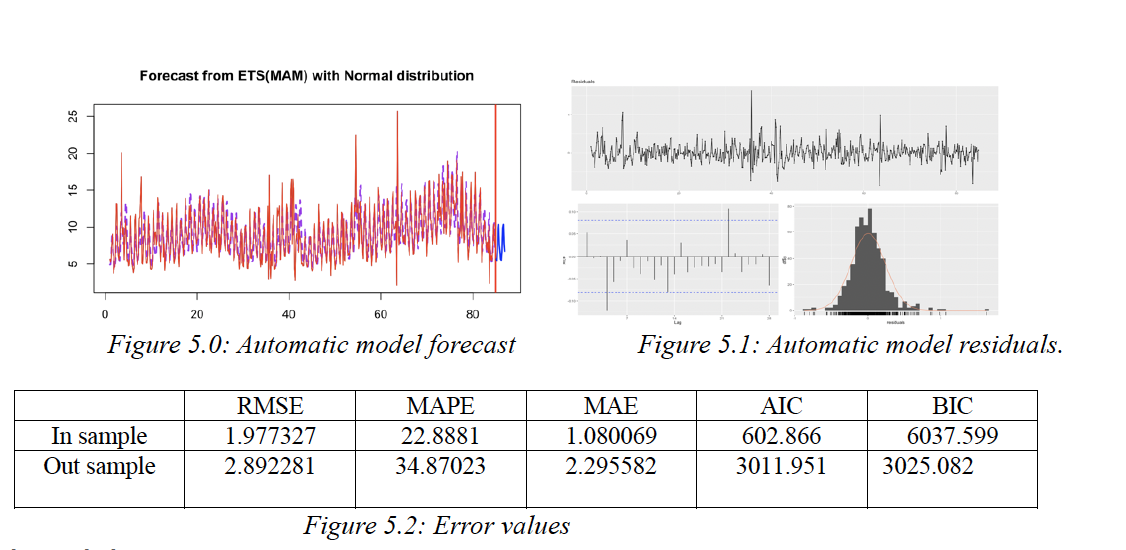 Forecast from ETS(MAM) with Normal distribution
25
20
15
10
5
0 20 40 60 80
Residuals
Lag
residuals
Figure 5.0: Automatic model forecast
Figure 5.1: Automatic model residuals.
RMSE MAPE MAE AIC BIC
In sample 1.977327 22.8881 1.080069 602.866 6037.599
Out sample 2.892281 34.87023 2.295582 3011.951 3025.082
Figure 5.2: Error values